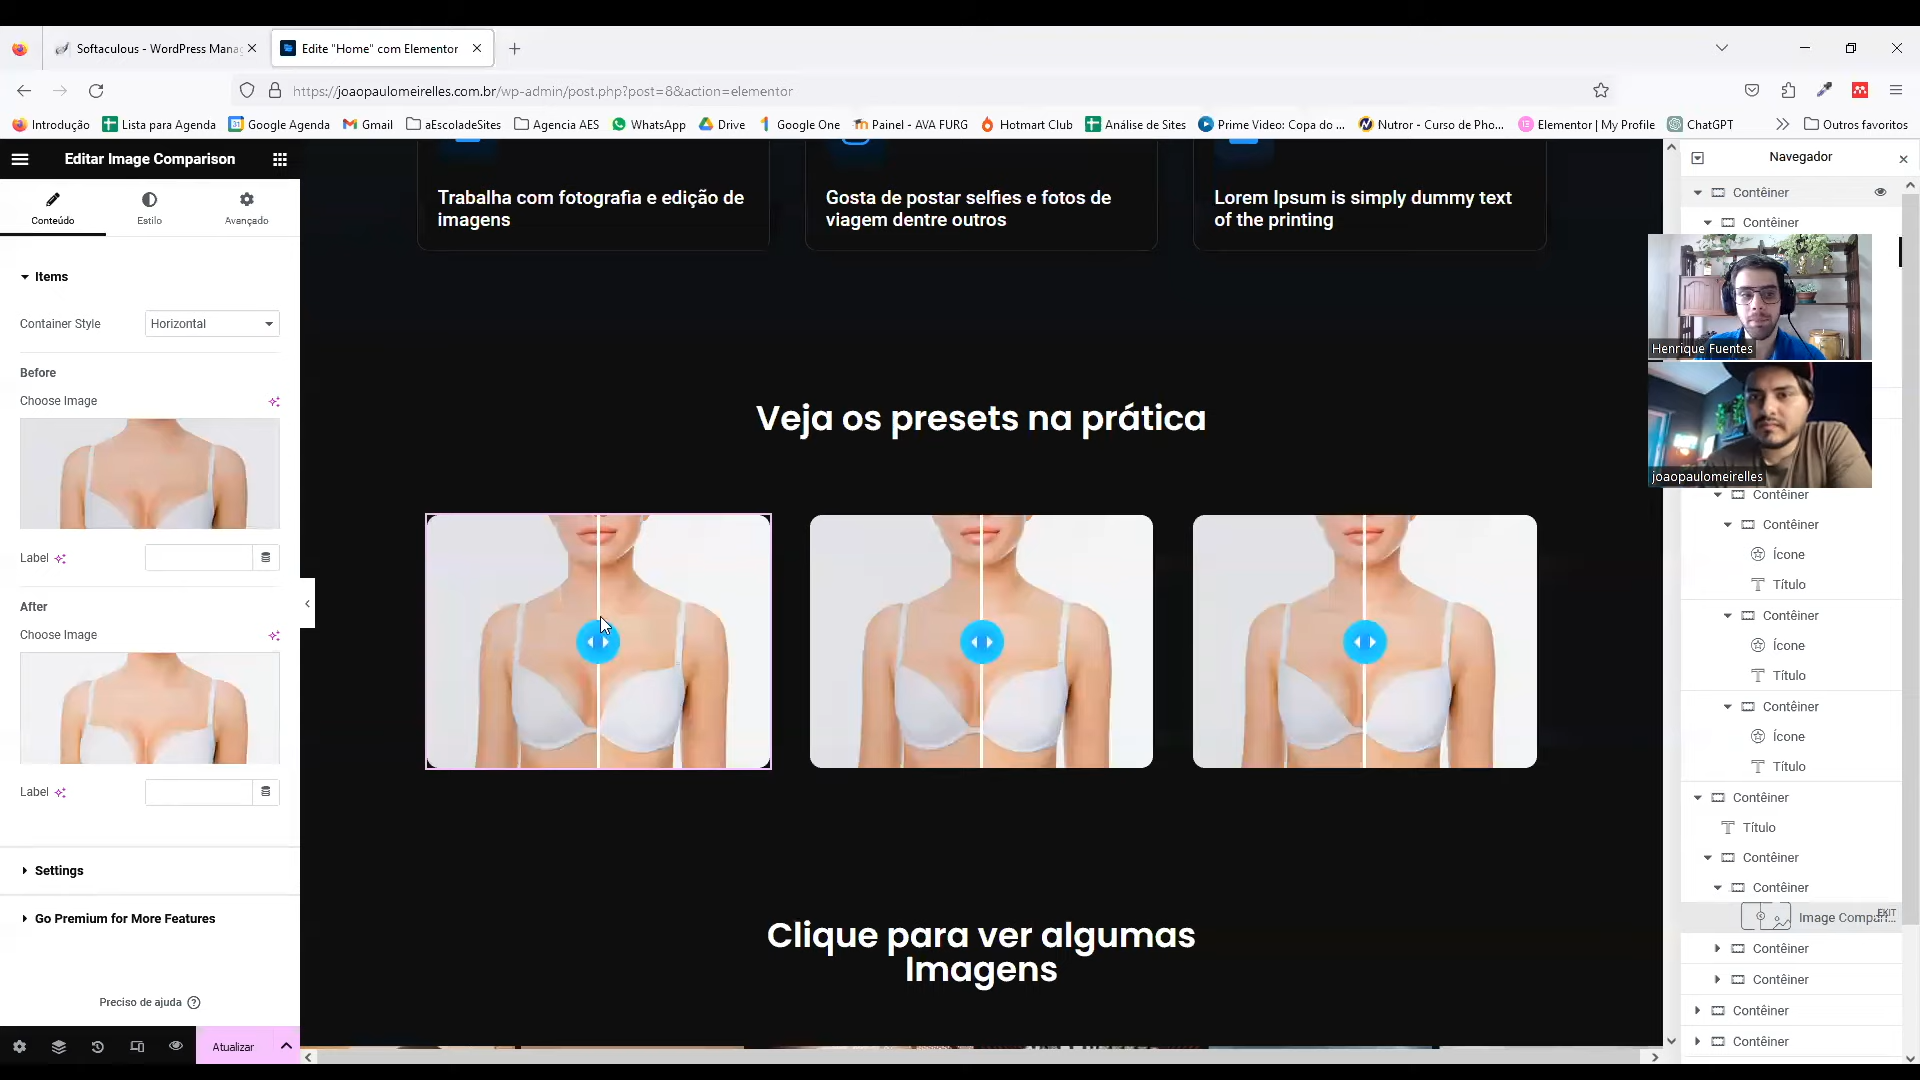 Softaculous - WordPress Mana
Edite "Home" com Elementor
https://joaopaulomeirelles.com.br/wp-admin/post.php?post=8&action=elementor
Introdução
Lista para Agenda
Google Agenda
Gmail
aEscoladeSites
Agencia AES
WhatsApp
Drive
Google One
Painel - AVA FURG
Hotmart Club
Análise de Sites
Prime Video: Copa do ...
Nutror - Curso de Pho...
Elementor | My Profile
ChatGPT
Outros favoritos
Editar Image Comparison
Conteúdo
Estilo
Avançado
Items
Container Style
Horizontal
Before
Choose Image
Label
After
Choose Image
Label
Settings
Go Premium for More Features
Preciso de ajuda
Atualizar
Trabalha com fotografia e edição de
imagens
Gosta de postar selfies e fotos de
viagem dentre outros
Lorem Ipsum is simply dummy text
of the printing
Veja os presets na prática
Clique para ver algumas
Imagens
Navegador
Contêiner
Contêiner
Henrique Fuentes
joaopaulomeirelles
Contêiner
Contêiner
Ícone
Título
Contêiner
Ícone
Título
Contêiner
Ícone
Título
Contêiner
Título
Contêiner
Contêiner
Image Compari...
EKIT
Contêiner
Contêiner
Contêiner
Contêiner